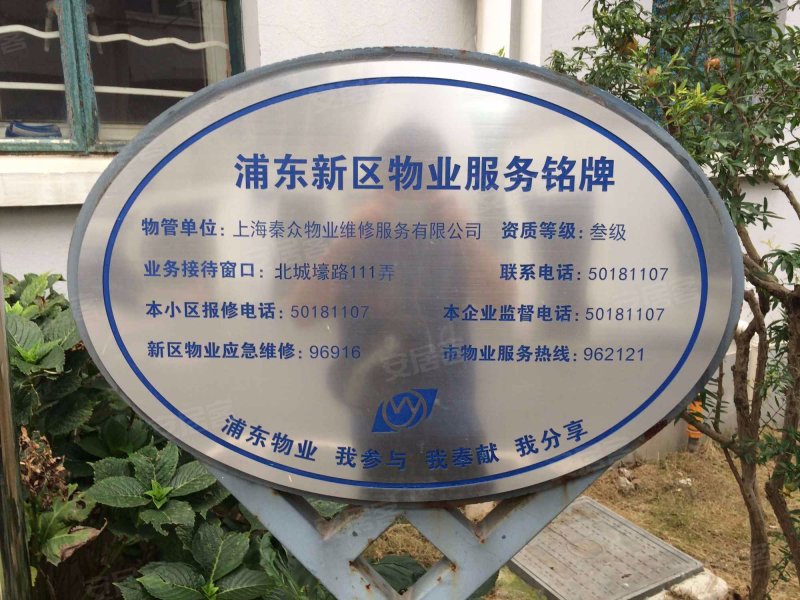 浦东新区物业服务铭牌
物管单位：上海秦众物业维修服务有限公司 资质等级：叁级
业务接待窗口：北城壕路111弄 联系电话：50181107
本小区报修电话：50181107 本企业监督电话：50181107
新区物业应急维修：96916 市物业服务热线：962121
浦东物业 我参与 我奉献 我分享